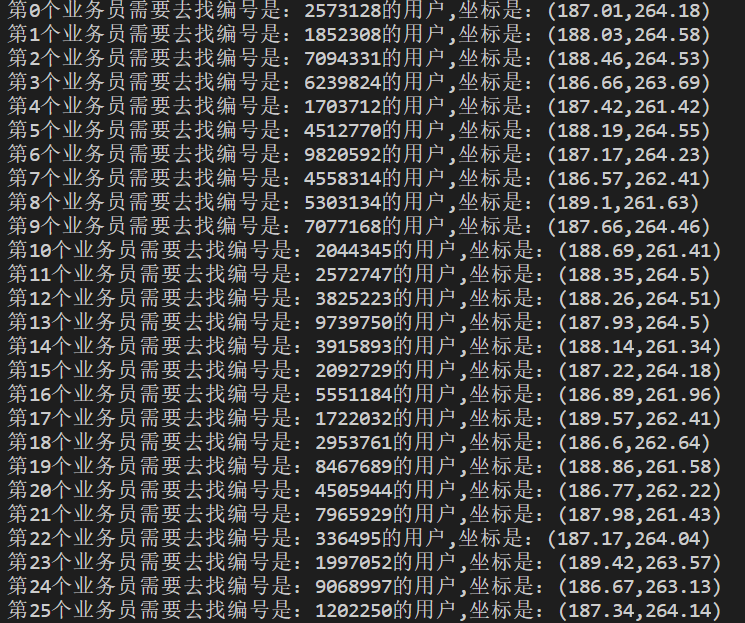 第0个业务员需要去找编号是：2573128的用户,坐标是：(187.01,264.18)
第1个业务员需要去找编号是：1852308的用户,坐标是：(188.03,264.58)
第2个业务员需要去找编号是：7094331的用户,坐标是：(188.46,264.53)
第3个业务员需要去找编号是：6239824的用户,坐标是：(186.66,263.69)
第4个业务员需要去找编号是：1703712的用户,坐标是：(187.42,261.42)
第5个业务员需要去找编号是：4512770的用户,坐标是：(188.19,264.55)
第6个业务员需要去找编号是：9820592的用户,坐标是：(187.17,264.23)
第7个业务员需要去找编号是：4558314的用户,坐标是：(186.57,262.41)
第8个业务员需要去找编号是：5303134的用户,坐标是：(189.1,261.63)
第9个业务员需要去找编号是：7077168的用户,坐标是：(187.66,264.46)
第10个业务员需要去找编号是：2044345的用户,坐标是：(188.69,261.41)
第11个业务员需要去找编号是：2572747的用户,坐标是：(188.35,264.5)
第12个业务员需要去找编号是：3825223的用户,坐标是：(188.26,264.51)
第13个业务员需要去找编号是：9739750的用户,坐标是：(187.93,264.5)
第14个业务员需要去找编号是：3915893的用户,坐标是：(188.14,261.34)
第15个业务员需要去找编号是：2092729的用户,坐标是：(187.22,264.18)
第16个业务员需要去找编号是：5551184的用户,坐标是：(186.89,261.96)
第17个业务员需要去找编号是：1722032的用户,坐标是：(189.57,262.41)
第18个业务员需要去找编号是：2953761的用户,坐标是：(186.6,262.64)
第19个业务员需要去找编号是：8467689的用户,坐标是：(188.86,261.58)
第20个业务员需要去找编号是：4505944的用户,坐标是：(186.77,262.22)
第21个业务员需要去找编号是：7965929的用户,坐标是：(187.98,261.43)
第22个业务员需要去找编号是：336495的用户,坐标是：(187.17,264.04)
第23个业务员需要去找编号是：1997052的用户,坐标是：(189.42,263.57)
第24个业务员需要去找编号是：9068997的用户,坐标是：(186.67,263.13)
第25个业务员需要去找编号是：1202250的用户,坐标是：(187.34,264.14)